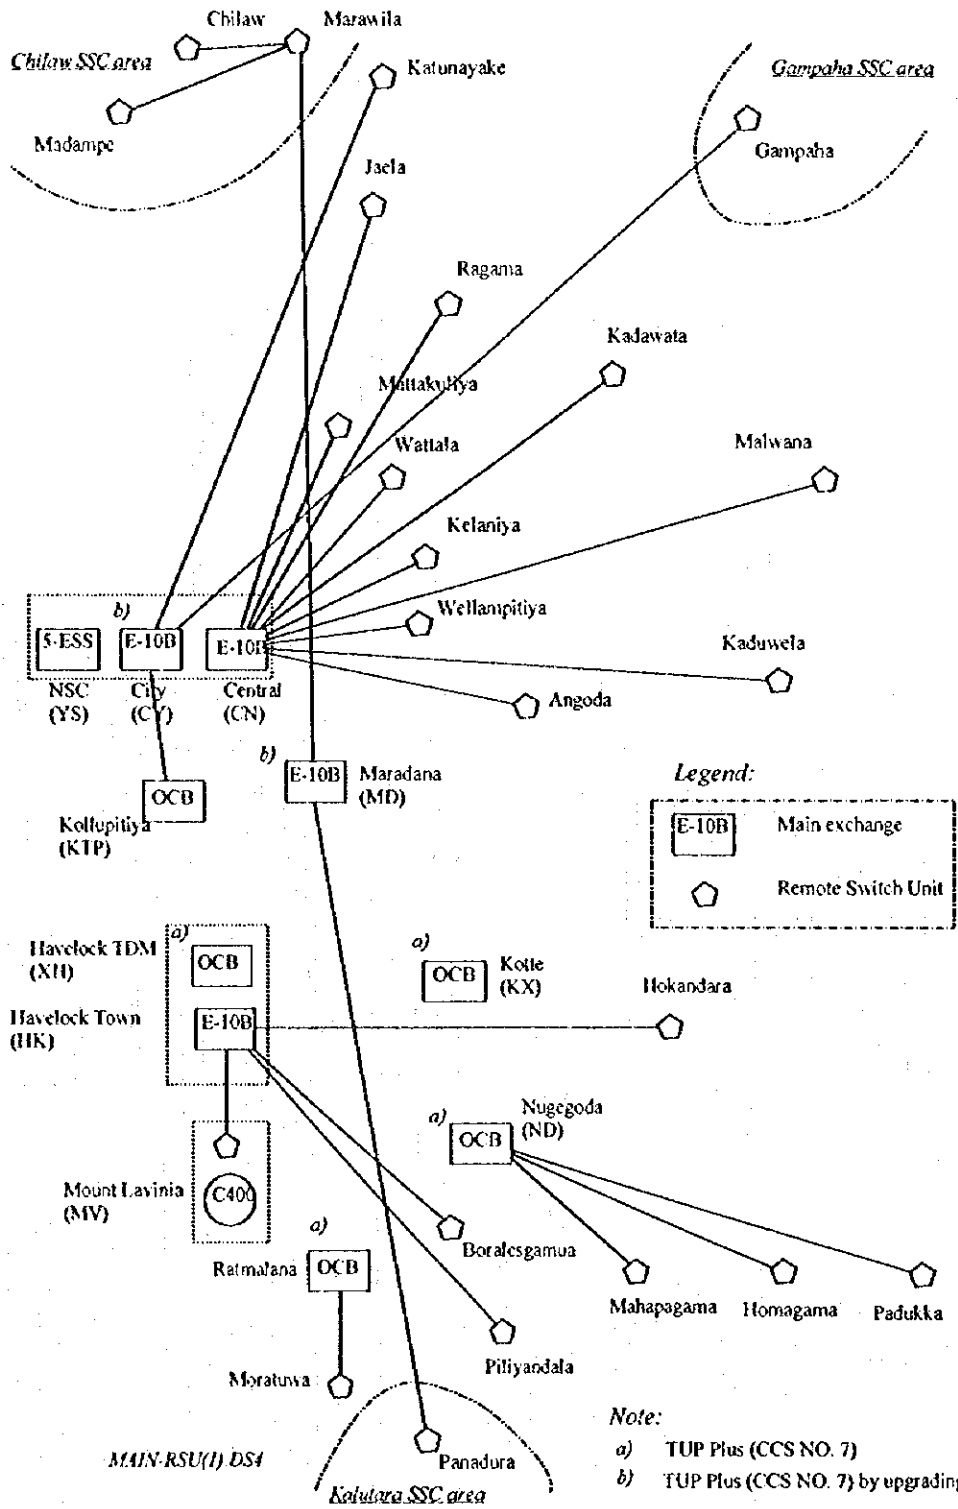 Chilaw
Marawila
Chilaw SSC area
Katunayake
Gampaha SSC area
Madampe
Gampaha
Jaela
Ragama
Kadawata
Mattakuliya
Malwana
Wattala
Kelaniya
b)
Wellampitiya
5-ESS
E-10B
E-10B
Kaduwela
NSC
(YS)
City
(CY)
Central
(CN)
Angoda
b)
E-10B
Maradana
(MD)
Legend:
OCB
Kollupitiya
(KTP)
E-10B
Main exchange
Remote Switch Unit
a)
Havelock TDM
(XH)
OCB
a)
OCB
Kotte
(KX)
Hokandara
Havelock Town
(HK)
E-10B
a)
Nugegoda
(ND)
OCB
Mount Lavinia
(MV)
C400
a)
Boralesgamua
Ratmalana
OCB
Mahapagama
Homagama
Padukka
Piliyandala
Moratuwa
Note:
Panadura
a) TUP Plus (CCS NO. 7)
MAIN-RSU(1).DS4
b) TUP Plus (CCS NO. 7) by upgrading
Kalutara SSC area